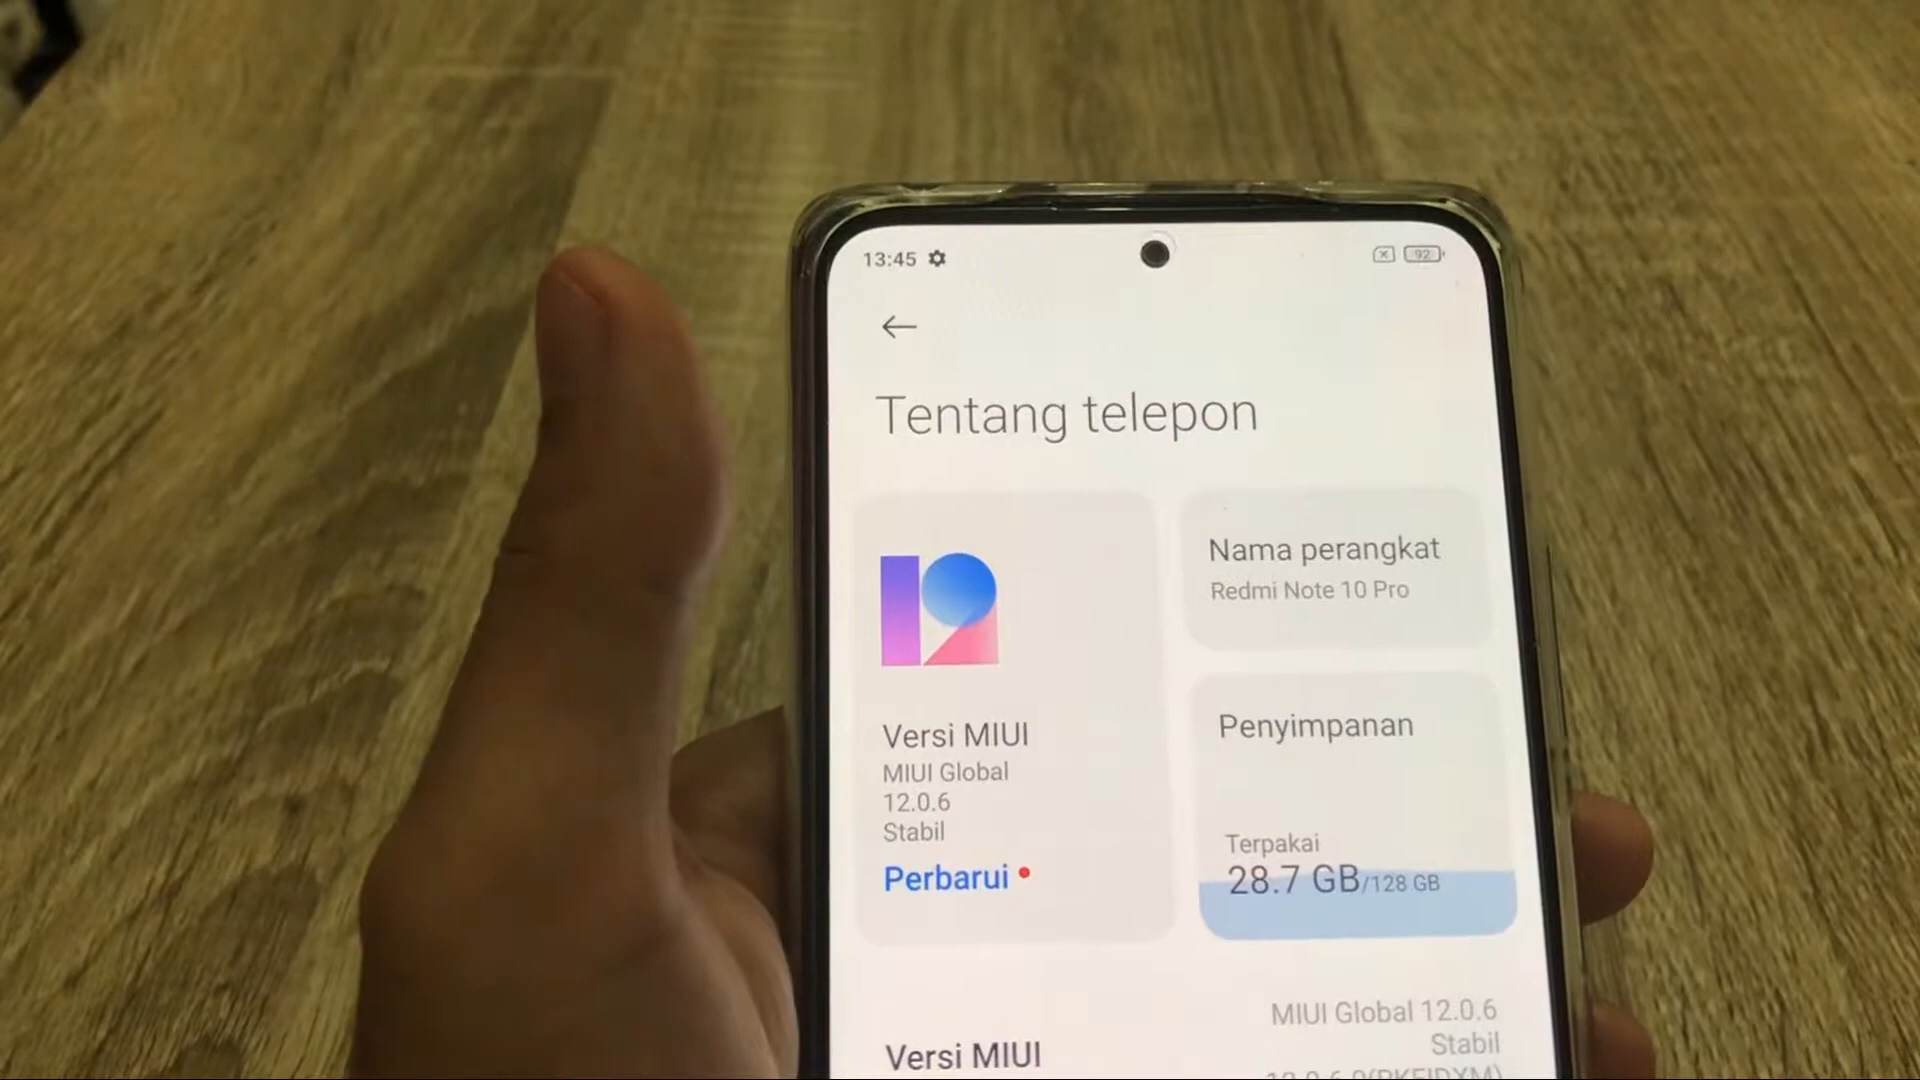 13:45
92
Tentang telepon
Nama perangkat
Redmi Note 10 Pro
Versi MIUI
MIUI Global
12.0.6
Stabil
Perbarui
Penyimpanan
Terpakai
28.7 GB/128 GB
Versi MIUI
MIUI Global 12.0.6
Stabil